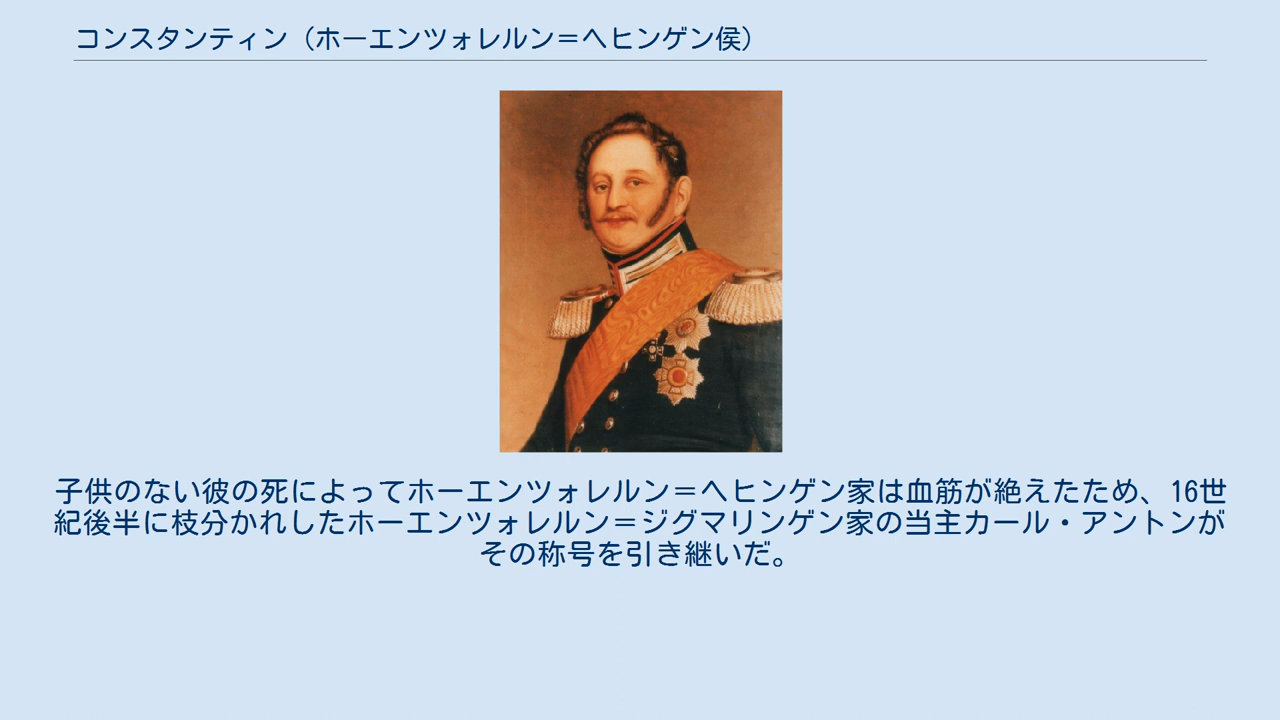 コンスタンティン（ホーエンツォレルン＝ヘヒンゲン侯）
子供のない彼の死によってホーエンツォレルン＝ヘヒンゲン家は血筋が絶えたため、16世
紀後半に枝分かれしたホーエンツォレルン＝ジグマリンゲン家の当主カール・アントンが
その称号を引き継いだ。